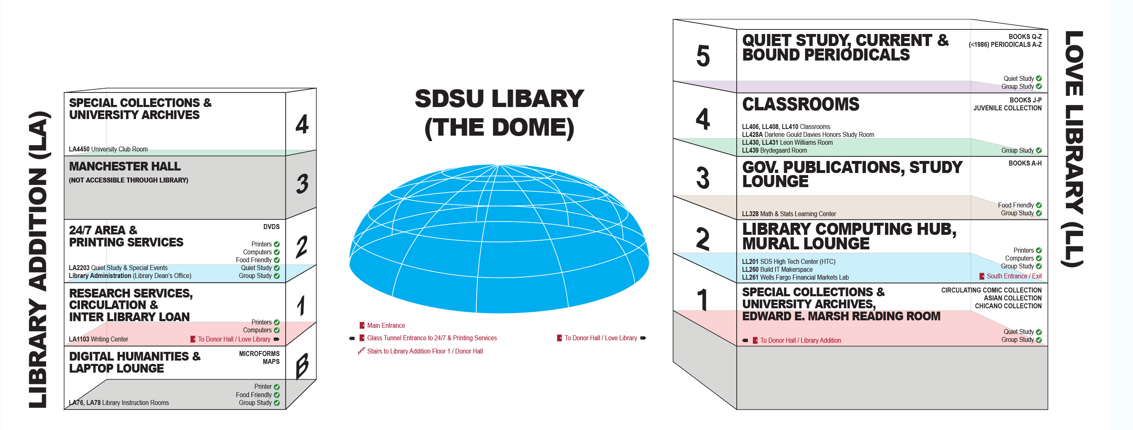 LIBRARY ADDITION (LA)
SPECIAL COLLECTIONS &
UNIVERSITY ARCHIVES
LA4450 University Club Room
4
MANCHESTER HALL
(NOT ACCESSIBLE THROUGH LIBRARY)
3
24/7 AREA &
PRINTING SERVICES
DVDS
Printers
Computers
Food Friendly
LA2203 Quiet Study & Special Events
Quiet Study
Library Administration (Library Dean's Office)
Group Study
2
RESEARCH SERVICES,
CIRCULATION &
INTER LIBRARY LOAN
Printers
Computers
LA1103 Writing Center
To Donor Hall / Love Library
1
DIGITAL HUMANITIES &
LAPTOP LOUNGE
MICROFORMS
MAPS
Printer
Food Friendly
LA76, LA78 Library Instruction Rooms
Group Study
B
SDSU LIBARY
(THE DOME)
Main Entrance
Glass Tunnel Entrance to 24/7 & Printing Services
To Donor Hall / Love Library
Stairs to Library Addition Floor 1 / Donor Hall
LOVE LIBRARY (LL)
5
QUIET STUDY, CURRENT &
BOUND PERIODICALS
BOOKS Q-Z
(<1986) PERIODICALS A-Z
Quiet Study
Group Study
4
CLASSROOMS
BOOKS J-P
JUVENILE COLLECTION
LL406, LL408, LL410 Classrooms
LL428A Darlene Gould Davies Honors Study Room
LL430, LL431 Leon Williams Room
LL439 Brydegaard Room
Group Study
3
GOV. PUBLICATIONS, STUDY
LOUNGE
BOOKS A-H
Food Friendly
LL328 Math & Stats Learning Center
Group Study
2
LIBRARY COMPUTING HUB,
MURAL LOUNGE
Printers
Computers
LL201 SDS High Tech Center (HTC)
LL260 Build IT Makerspace
Group Study
LL261 Wells Fargo Financial Markets Lab
South Entrance / Exit
1
SPECIAL COLLECTIONS &
UNIVERSITY ARCHIVES,
EDWARD E. MARSH READING ROOM
CIRCULATING COMIC COLLECTION
ASIAN COLLECTION
CHICANO COLLECTION
Quiet Study
To Donor Hall / Library Addition
Group Study